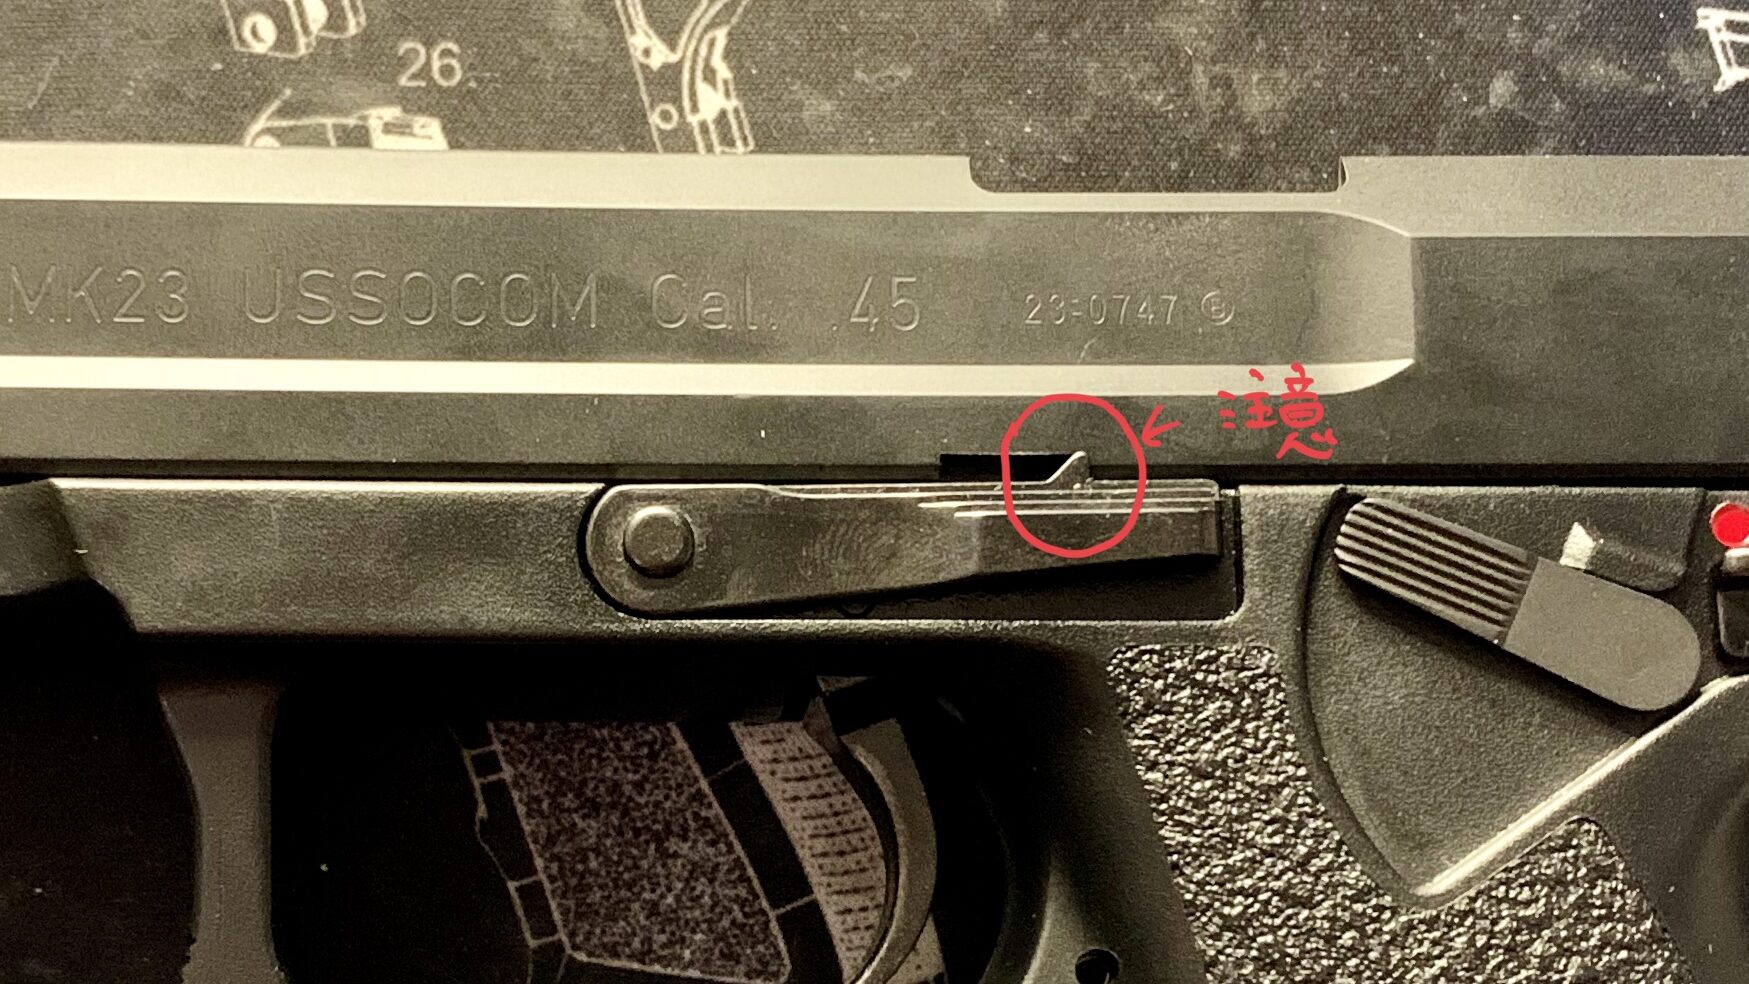 26
MK23 USSOCOM Cal. .45 23-0747 Ⓑ
注意